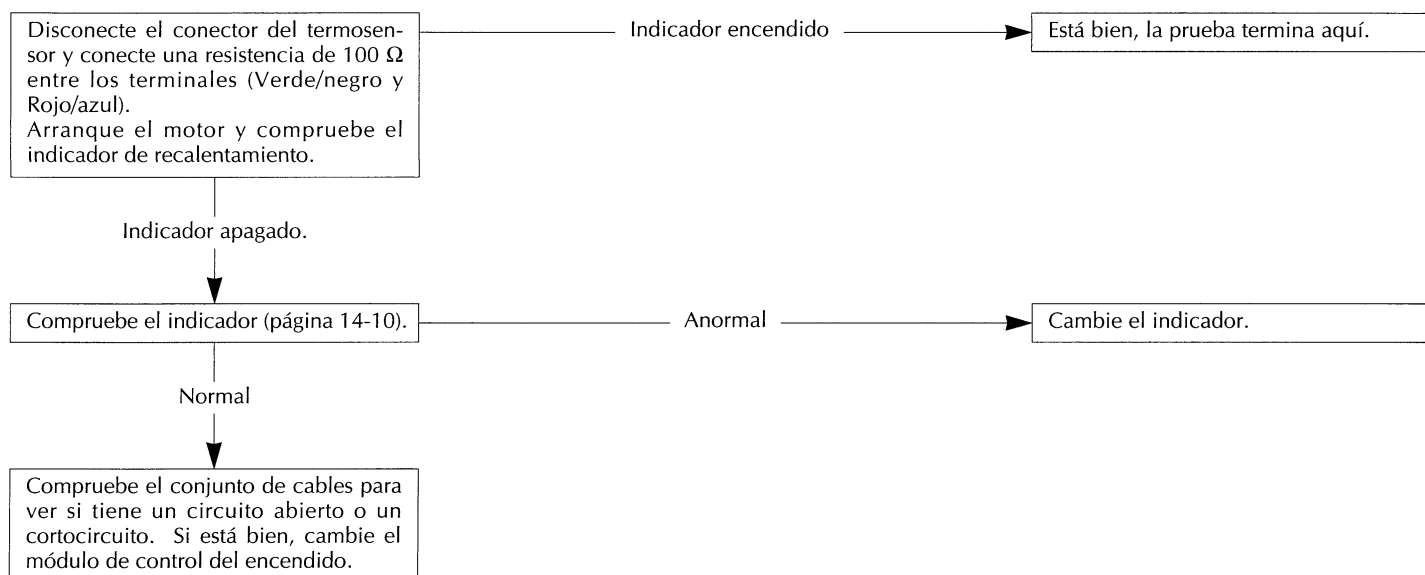 Disconecte el conector del termosen-
sor y conecte una resistencia de 100 Ω
entre los terminales (Verde/negro y
Rojo/azul).
Arranque el motor y compruebe el
indicador de recalentamiento.
Indicador encendido
Está bien, la prueba termina aquí.
Indicador apagado.
Compruebe el indicador (página 14-10).
Anormal
Cambie el indicador.
Normal
Compruebe el conjunto de cables para
ver si tiene un circuito abierto o un
cortocircuito. Si está bien, cambie el
módulo de control del encendido.